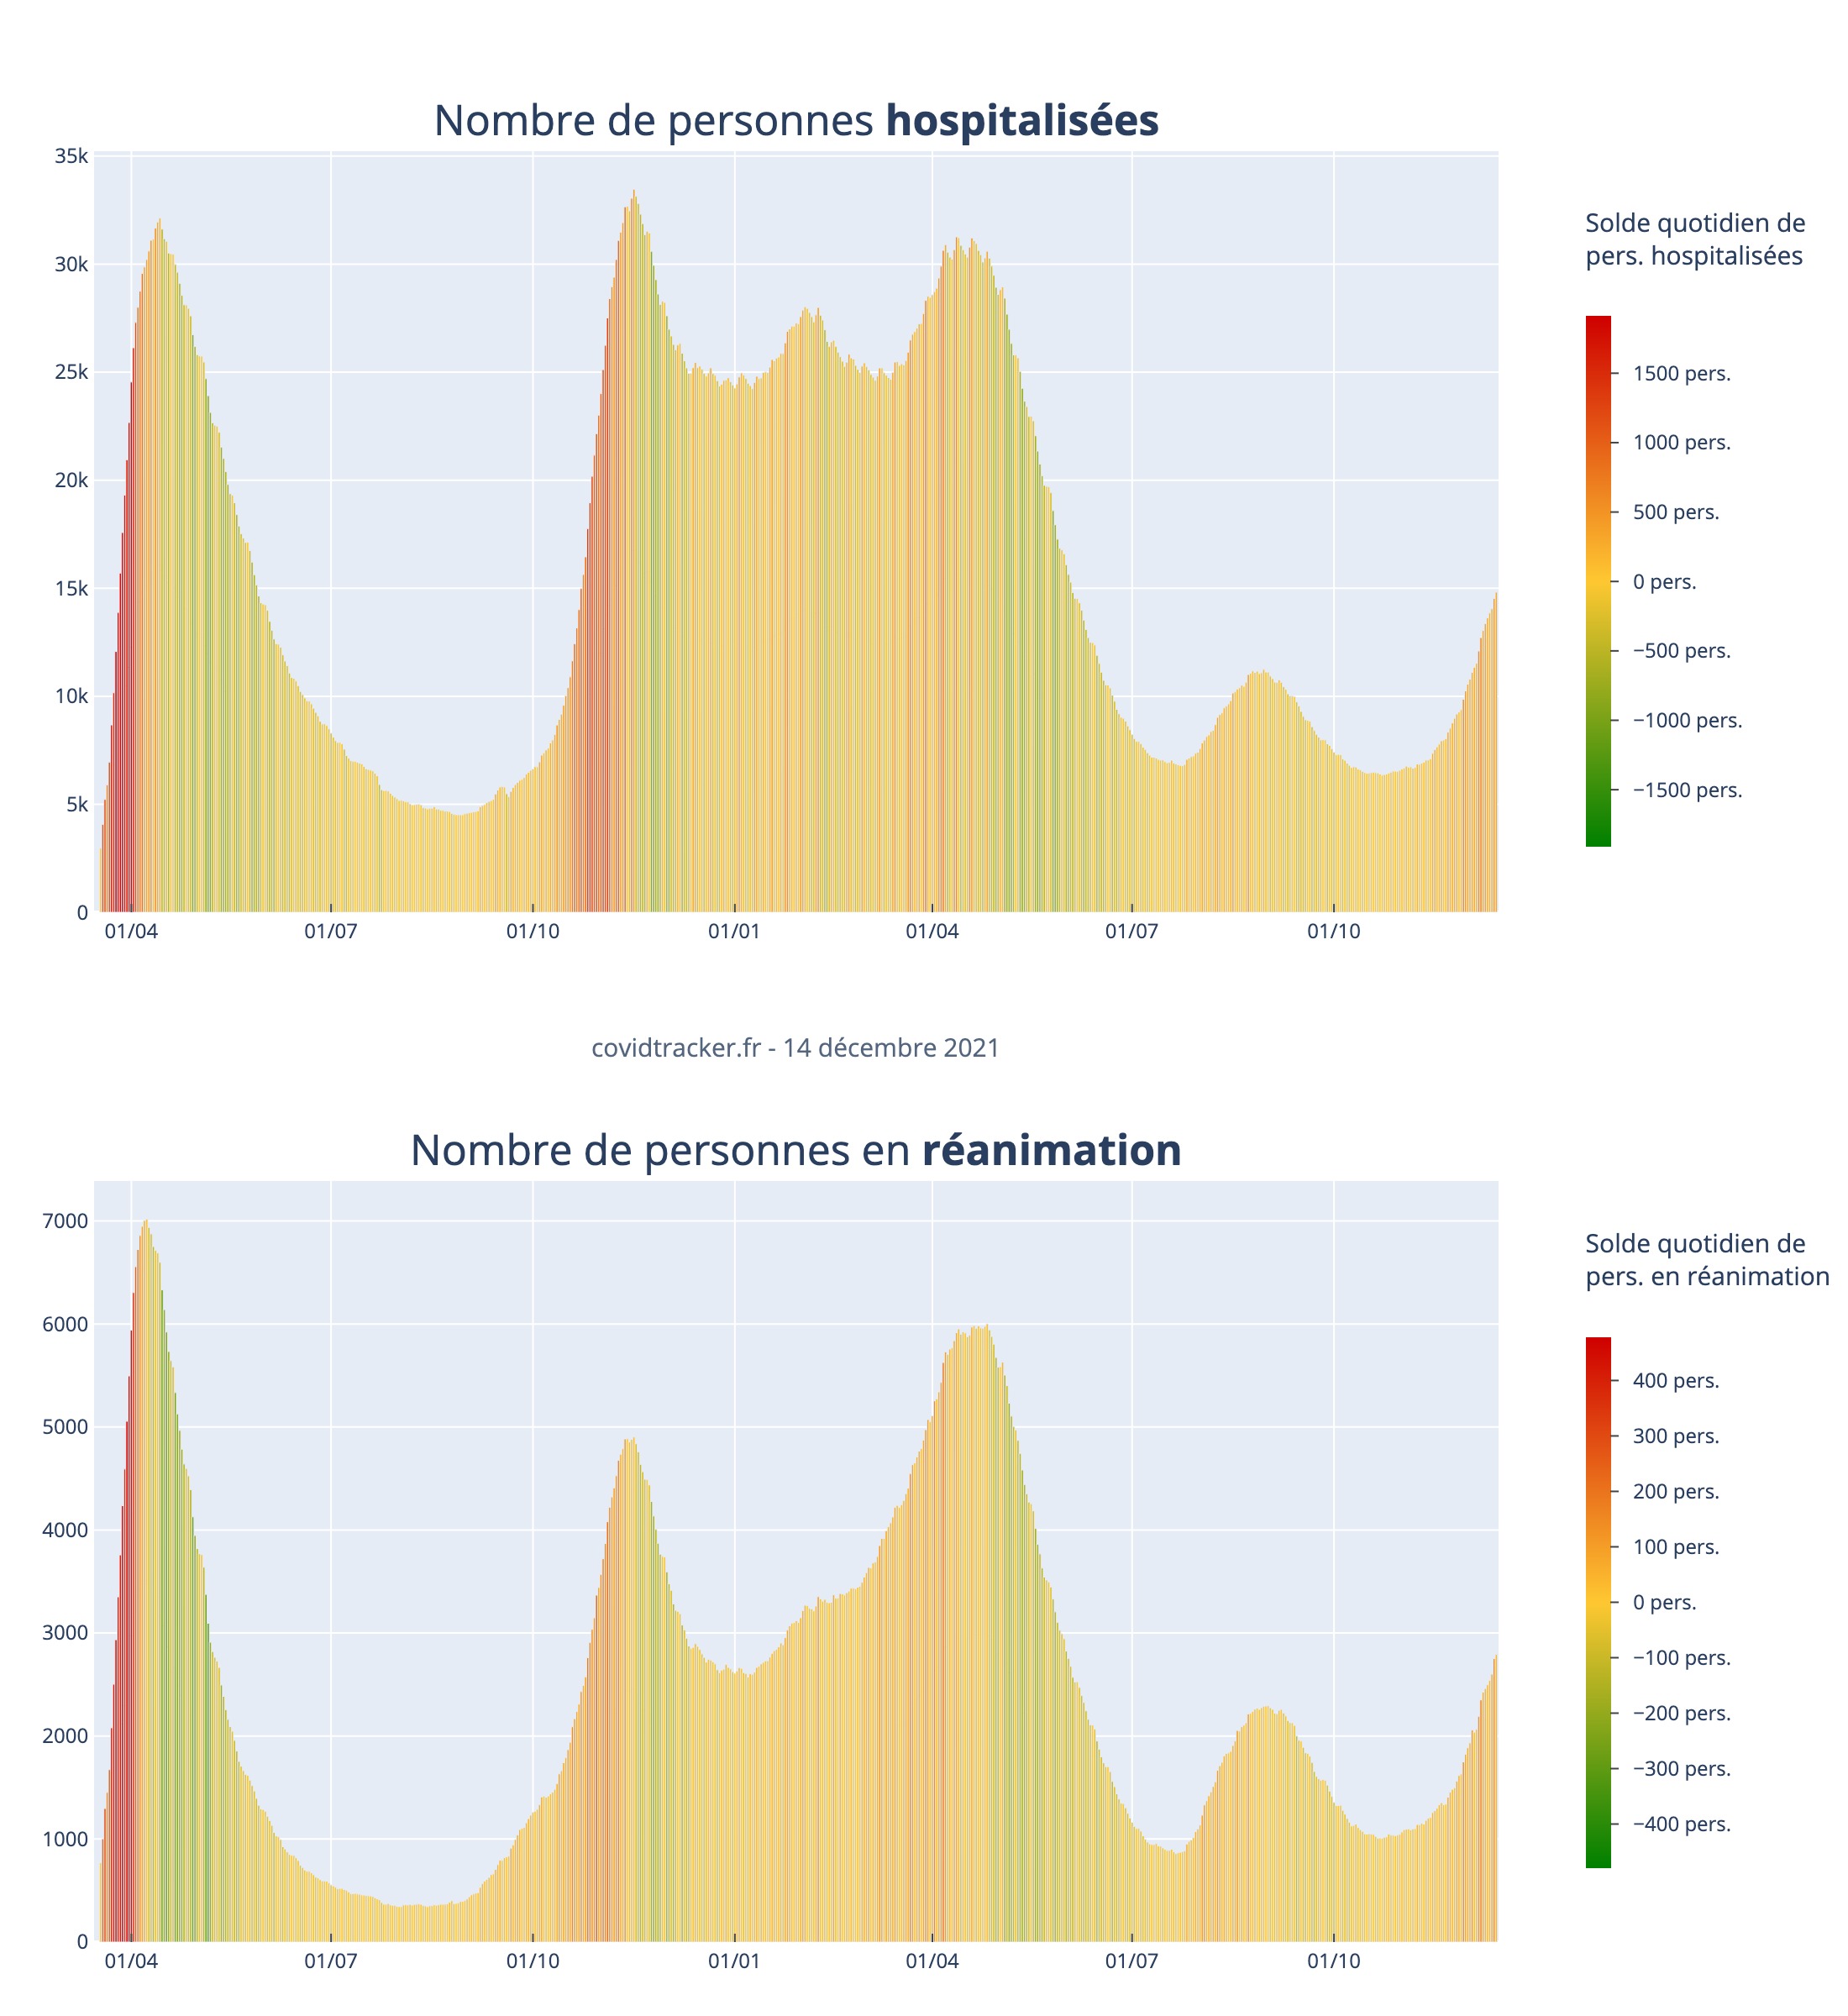 Nombre de personnes hospitalisées
35k
30k
25k
20k
15k
10k
5k
0
01/04 01/07 01/10 01/01 01/04 01/07 01/10
Solde quotidien de
pers. hospitalisées
1500 pers.
1000 pers.
500 pers.
0 pers.
−500 pers.
−1000 pers.
−1500 pers.
covidtracker.fr - 14 décembre 2021
Nombre de personnes en réanimation
7000
6000
5000
4000
3000
2000
1000
0
01/04 01/07 01/10 01/01 01/04 01/07 01/10
Solde quotidien de
pers. en réanimation
400 pers.
300 pers.
200 pers.
100 pers.
0 pers.
−100 pers.
−200 pers.
−300 pers.
−400 pers.